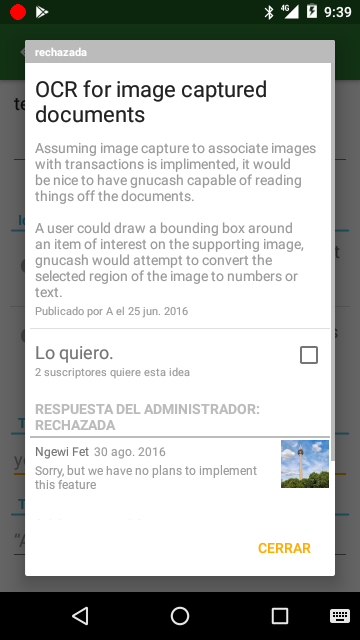 4G
9:39
rechazada
OCR for image captured
documents
Assuming image capture to associate images
with transactions is implimented, it would
be nice to have gnucash capable of reading
things off the documents.
A user could draw a bounding box around
an item of interest on the supporting image,
gnucash would attempt to convert the
selected region of the image to numbers or
text.
Publicado por A el 25 jun. 2016
Lo quiero.
2 suscriptores quiere esta idea
RESPUESTA DEL ADMINISTRADOR:
RECHAZADA
Ngewi Fet 30 ago. 2016
Sorry, but we have no plans to implement
this feature
CERRAR